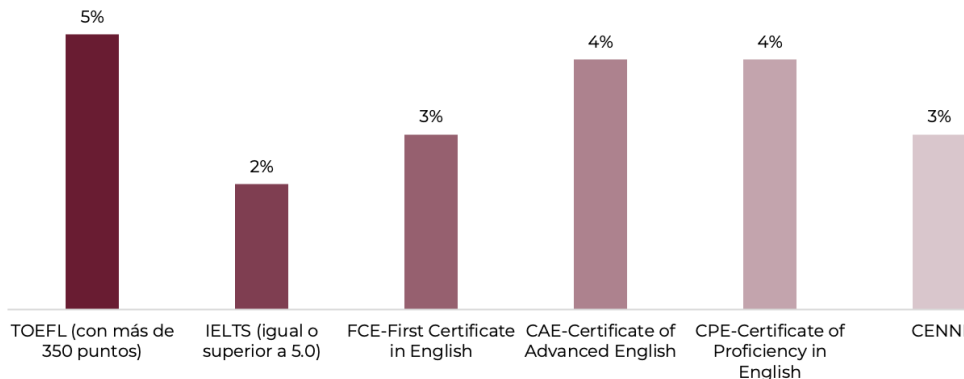 5%
2%
3%
4%
4%
3%
TOEFL (con más de
350 puntos)
IELTS (igual o
superior a 5.0)
FCE-First Certificate
in English
CAE-Certificate of
Advanced English
CPE-Certificate of
Proficiency in
English
CENNI